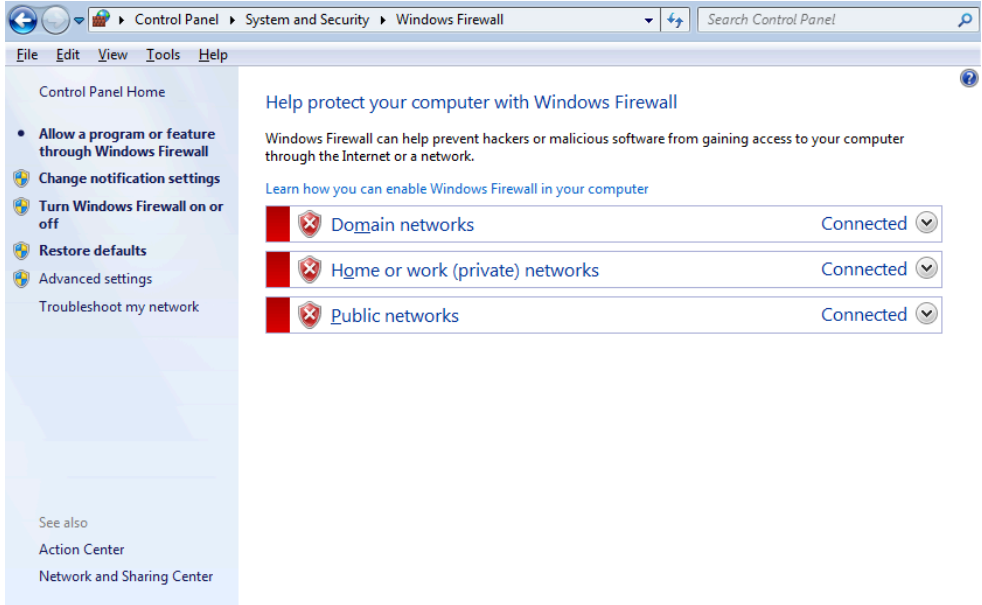 Control Panel ▸ System and Security ▸ Windows Firewall
Search Control Panel
File Edit View Tools Help
Control Panel Home
Allow a program or feature
through Windows Firewall
Change notification settings
Turn Windows Firewall on or
off
Restore defaults
Advanced settings
Troubleshoot my network
See also
Action Center
Network and Sharing Center
Help protect your computer with Windows Firewall
Windows Firewall can help prevent hackers or malicious software from gaining access to your computer
through the Internet or a network.
Learn how you can enable Windows Firewall in your computer
Domain networks Connected
Home or work (private) networks Connected
Public networks Connected